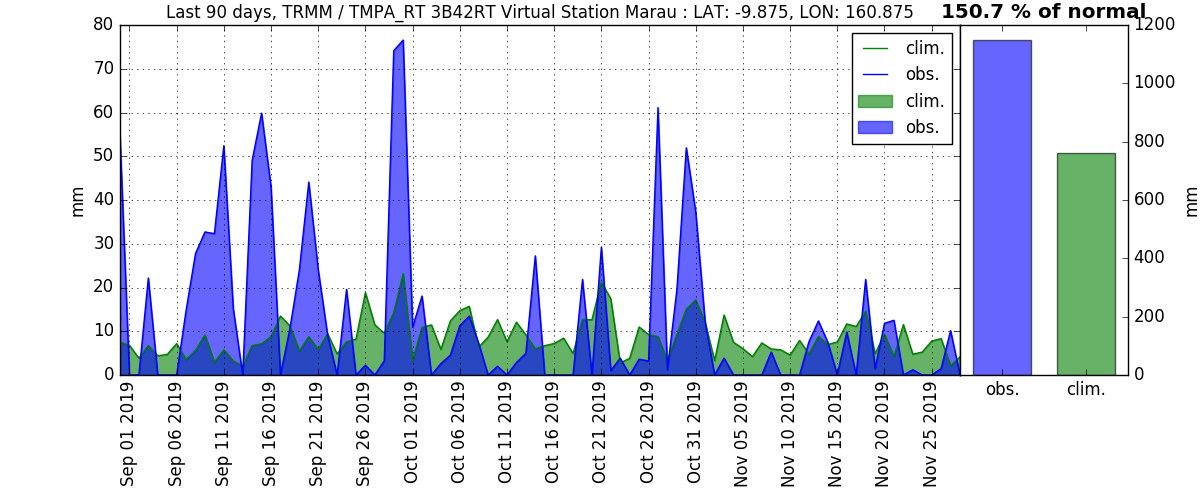 Last 90 days, TRMM / TMPA_RT 3B42RT Virtual Station Marau : LAT: -9.875, LON: 160.875
150.7 % of normal
80
70
60
50
40
30
20
10
0
mm
clim.
obs.
clim.
obs.
1200
1000
800
600
400
200
0
mm
obs.
clim.
Sep 01 2019
Sep 06 2019
Sep 11 2019
Sep 16 2019
Sep 21 2019
Sep 26 2019
Oct 01 2019
Oct 06 2019
Oct 11 2019
Oct 16 2019
Oct 21 2019
Oct 26 2019
Oct 31 2019
Nov 05 2019
Nov 10 2019
Nov 15 2019
Nov 20 2019
Nov 25 2019